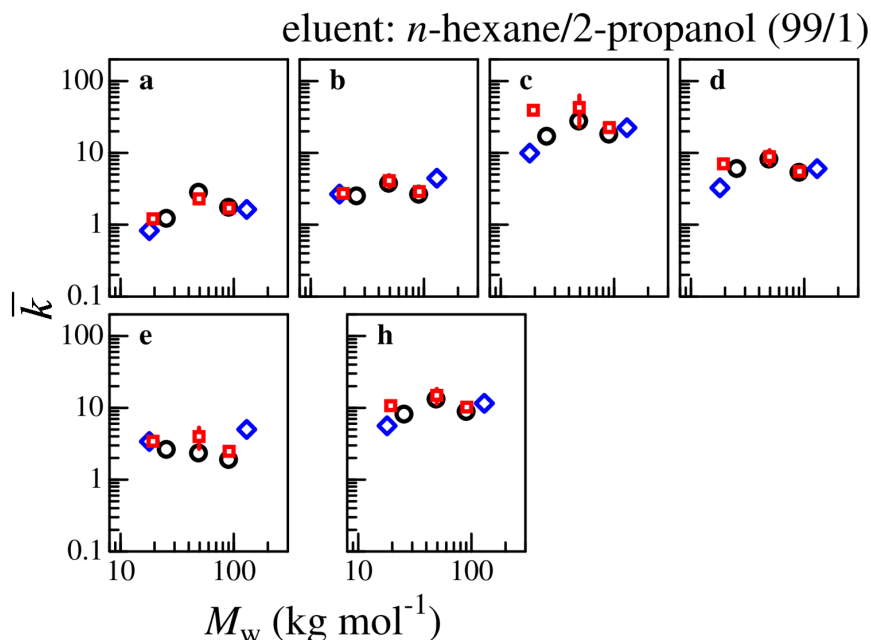 eluent: n-hexane/2-propanol (99/1)
100
10
1
0.1
a
b
c
d
k̅
100
10
1
0.1
e
h
10 100
10 100
M_w (kg mol⁻¹)